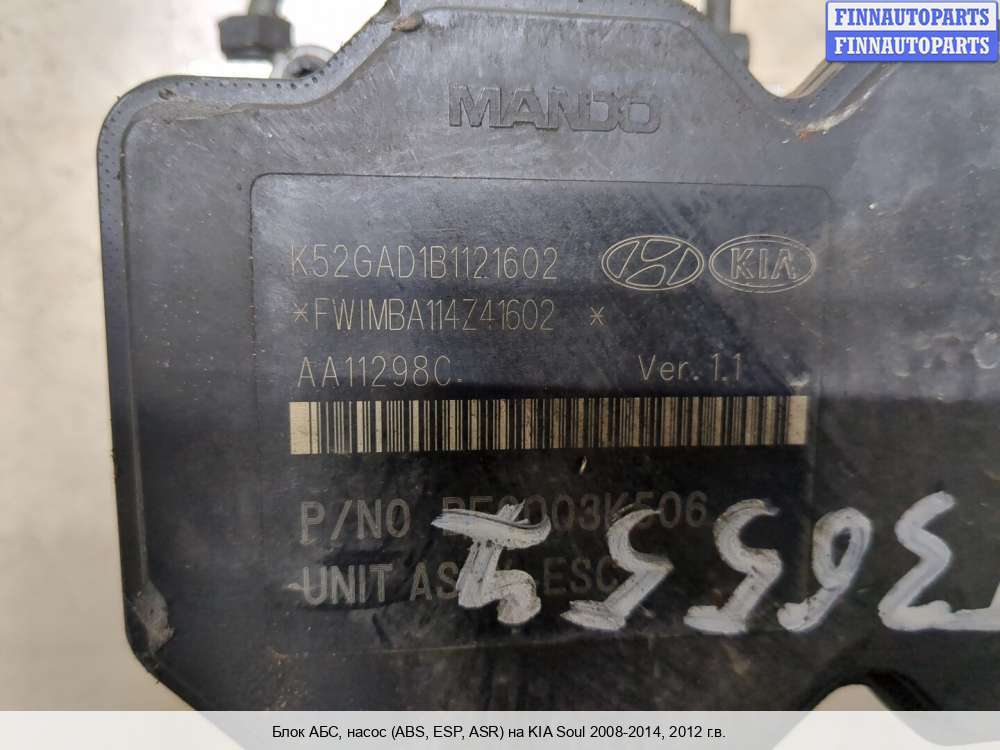 FINNAUTOPARTS
FINNAUTOPARTS
MANDO
K52GAD1B1121602
KIA
*FWIMBA114Z41602 *
AA11298C.
Ver. 1.1
P/NO
UNIT
ESC
Блок АБС, насос (ABS, ESP, ASR) на KIA Soul 2008-2014, 2012 г.в.